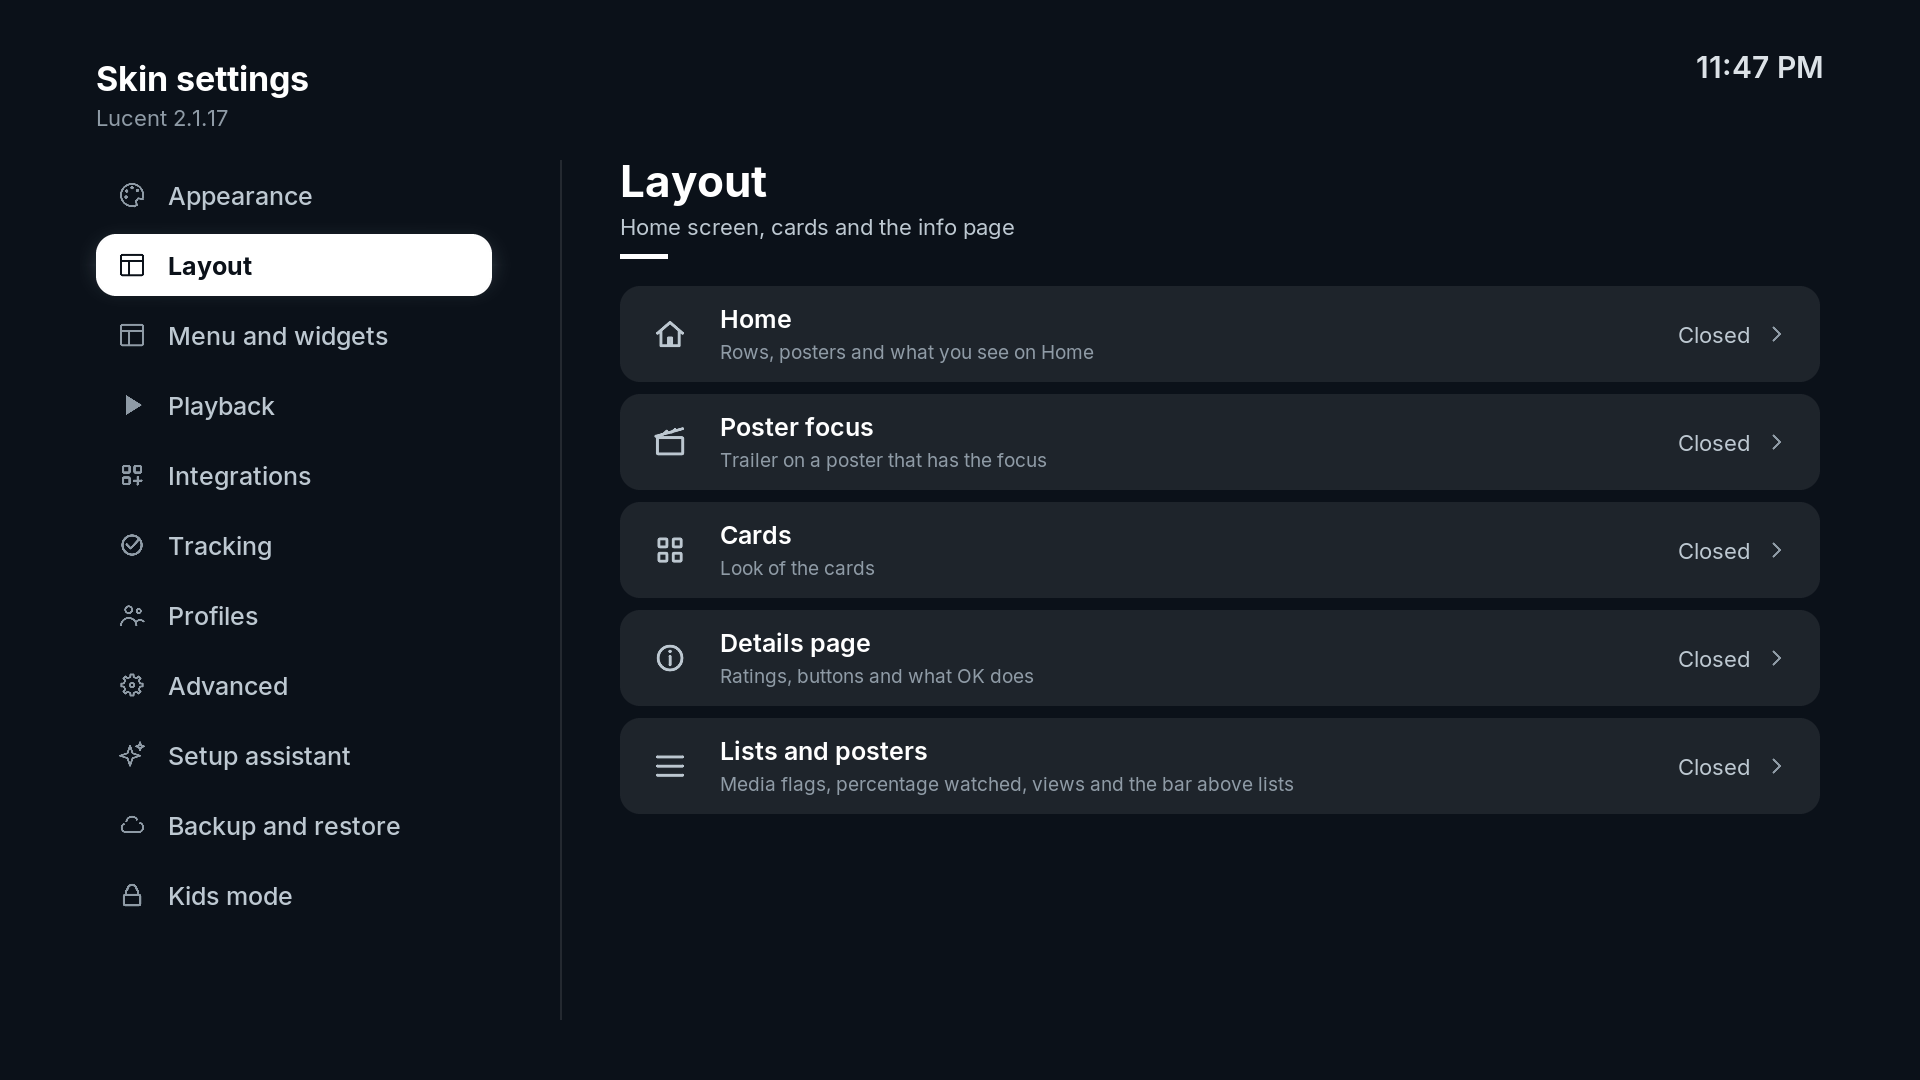 Skin settings
Lucent 2.1.17
11:47 PM
Appearance
Layout
Menu and widgets
Playback
Integrations
Tracking
Profiles
Advanced
Setup assistant
Backup and restore
Kids mode
Layout
Home screen, cards and the info page
Home
Rows, posters and what you see on Home
Closed
Poster focus
Trailer on a poster that has the focus
Closed
Cards
Look of the cards
Closed
Details page
Ratings, buttons and what OK does
Closed
Lists and posters
Media flags, percentage watched, views and the bar above lists
Closed